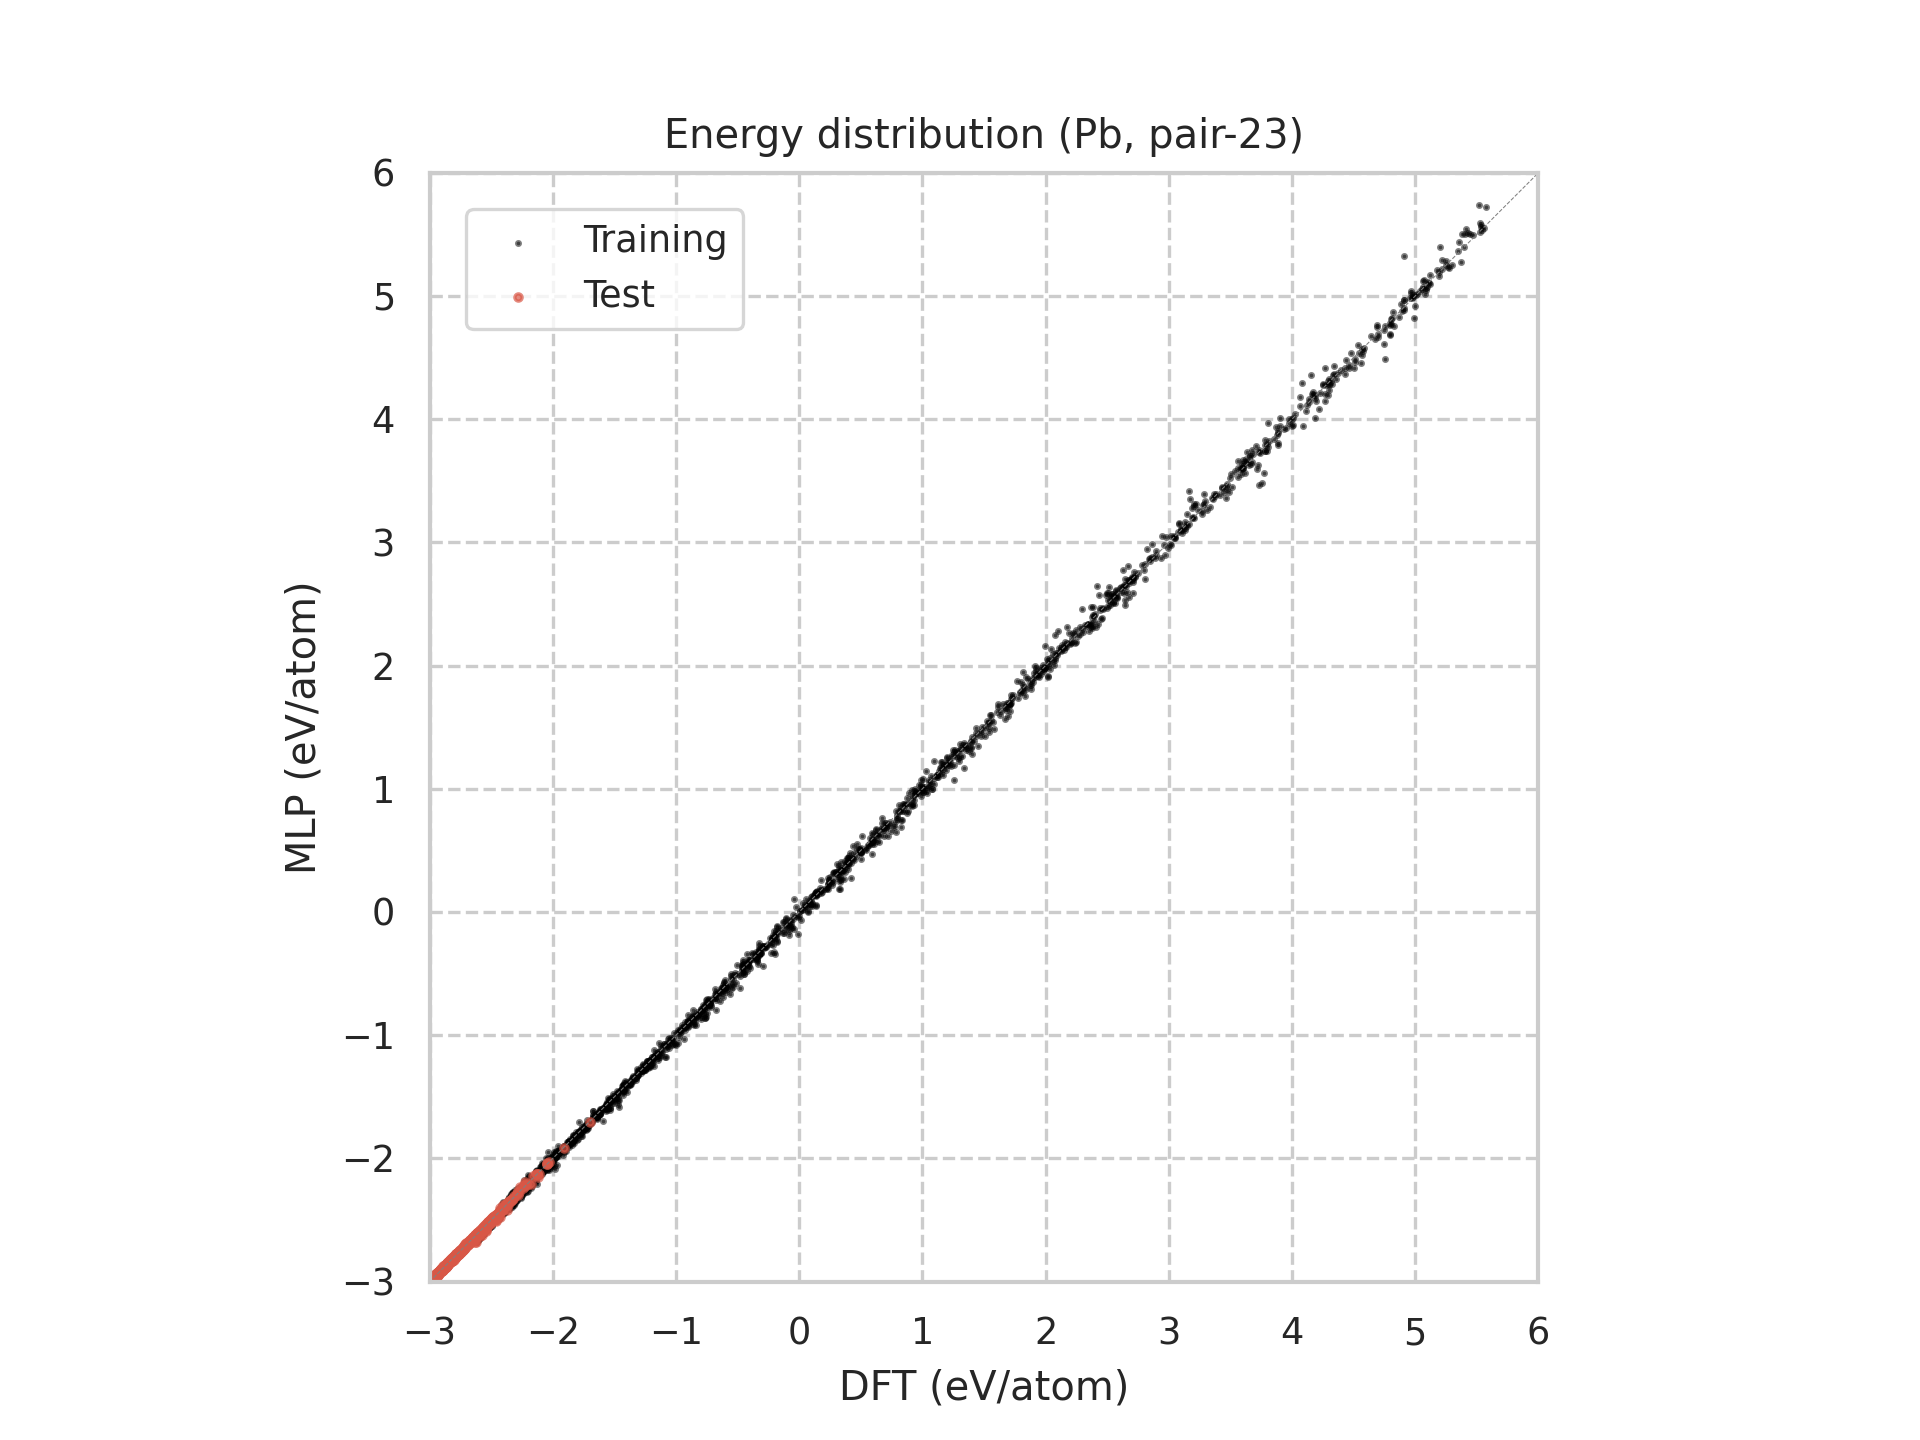 Energy distribution (Pb, pair-23)
6
5
4
3
2
1
0
−1
−2
−3
Training
Test
MLP (eV/atom)
−3 −2 −1 0 1 2 3 4 5 6
DFT (eV/atom)